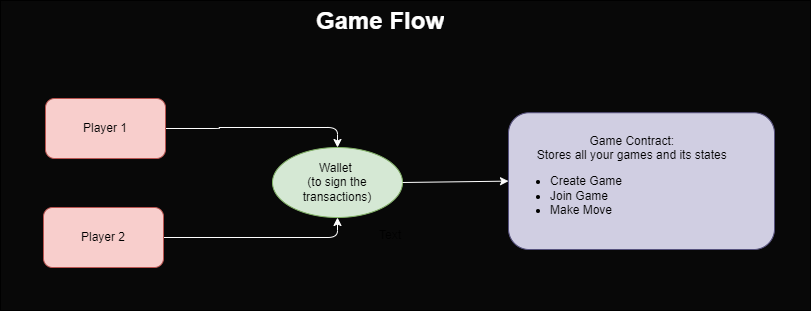 Game Flow
Player 1
Wallet
(to sign the
transactions)
Player 2
Text
Game Contract:
Stores all your games and its states
Create Game
Join Game
Make Move